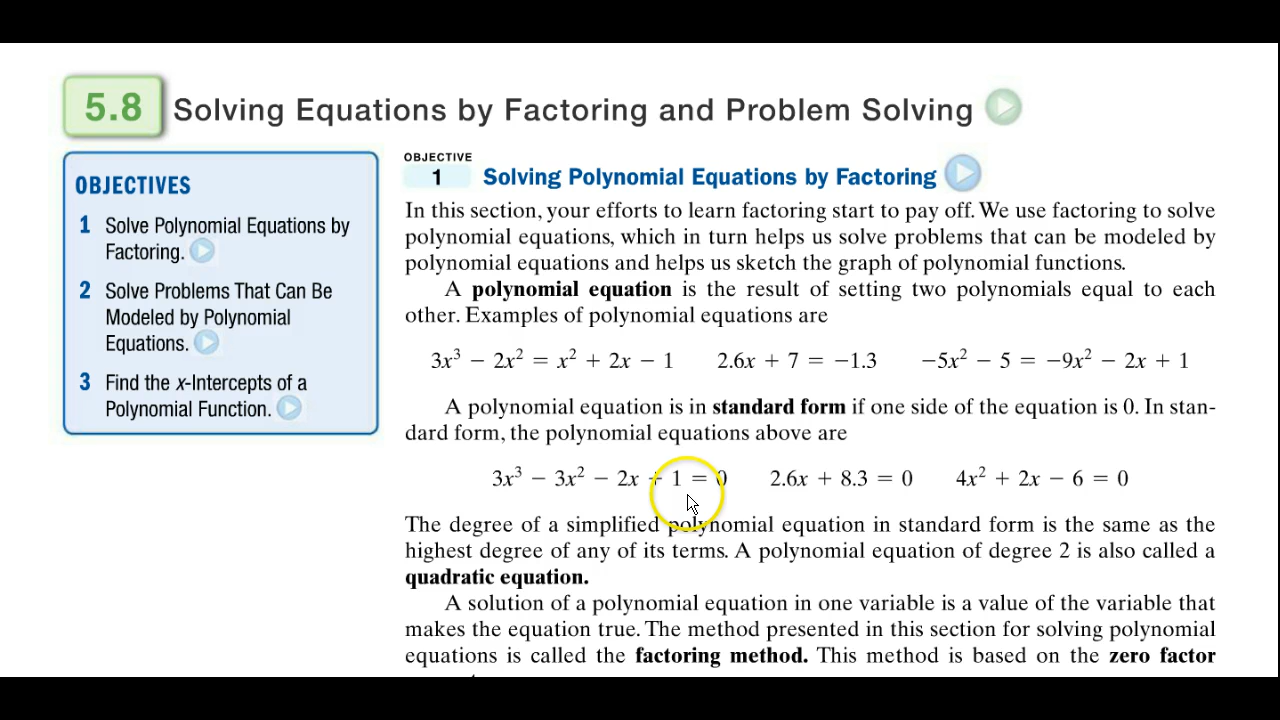 5.8 Solving Equations by Factoring and Problem Solving
OBJECTIVES
1 Solve Polynomial Equations by
Factoring.
2 Solve Problems That Can Be
Modeled by Polynomial
Equations.
3 Find the x-Intercepts of a
Polynomial Function.
OBJECTIVE
1 Solving Polynomial Equations by Factoring
In this section, your efforts to learn factoring start to pay off. We use factoring to solve
polynomial equations, which in turn helps us solve problems that can be modeled by
polynomial equations and helps us sketch the graph of polynomial functions.
A polynomial equation is the result of setting two polynomials equal to each
other. Examples of polynomial equations are
3x³ − 2x² = x² + 2x − 1 2.6x + 7 = −1.3 −5x² − 5 = −9x² − 2x + 1
A polynomial equation is in standard form if one side of the equation is 0. In stan-
dard form, the polynomial equations above are
3x³ − 3x² − 2x + 1 = 0 2.6x + 8.3 = 0 4x² + 2x − 6 = 0
The degree of a simplified polynomial equation in standard form is the same as the
highest degree of any of its terms. A polynomial equation of degree 2 is also called a
quadratic equation.
A solution of a polynomial equation in one variable is a value of the variable that
makes the equation true. The method presented in this section for solving polynomial
equations is called the factoring method. This method is based on the zero factor